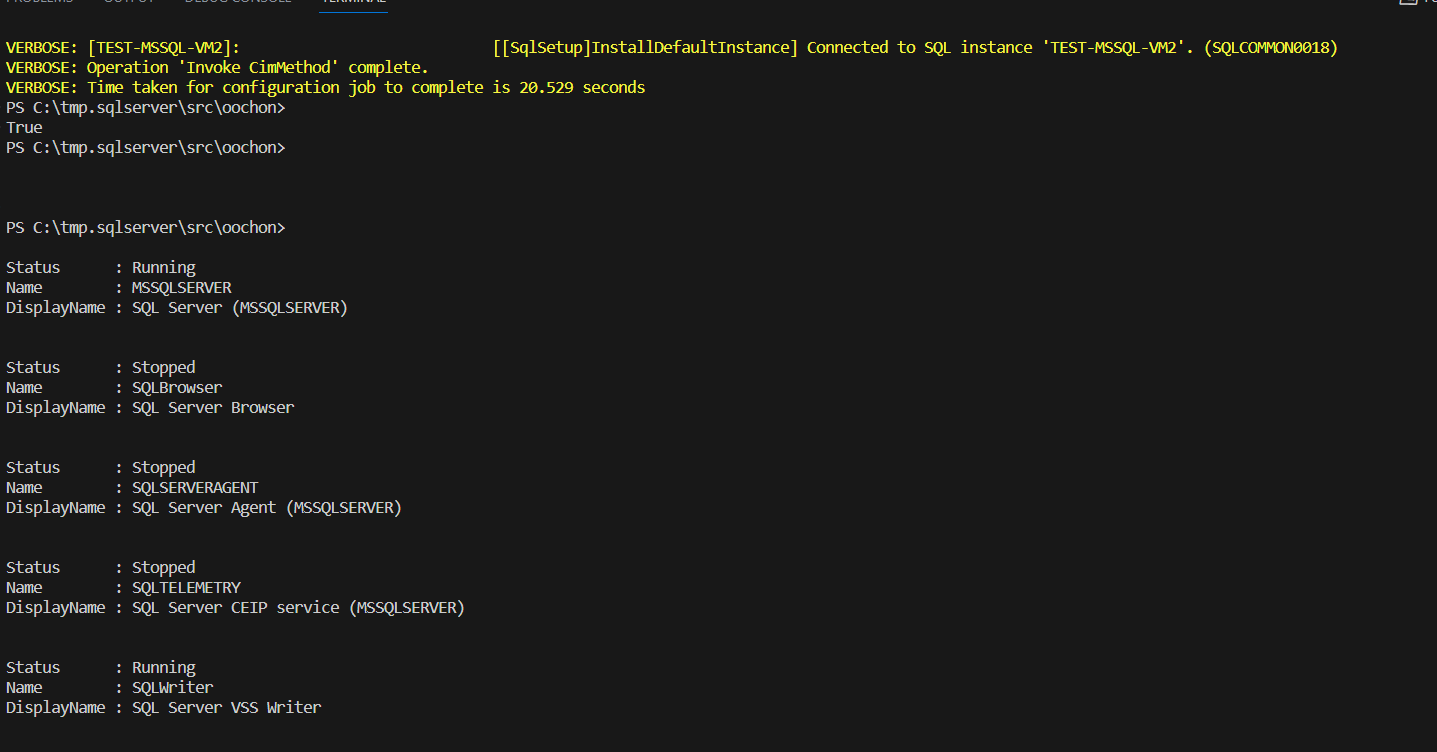 PROBLEMS OUTPUT DEBUG CONSOLE TERMINAL
VERBOSE: [TEST-MSSQL-VM2]: [[SqlSetup]InstallDefaultInstance] Connected to SQL instance 'TEST-MSSQL-VM2'. (SQLCOMMON0018)
VERBOSE: Operation 'Invoke CimMethod' complete.
VERBOSE: Time taken for configuration job to complete is 20.529 seconds
PS C:\tmp.sqlserver\src\oochon>
True
PS C:\tmp.sqlserver\src\oochon>
PS C:\tmp.sqlserver\src\oochon>
Status : Running
Name : MSSQLSERVER
DisplayName : SQL Server (MSSQLSERVER)
Status : Stopped
Name : SQLBrowser
DisplayName : SQL Server Browser
Status : Stopped
Name : SQLSERVERAGENT
DisplayName : SQL Server Agent (MSSQLSERVER)
Status : Stopped
Name : SQLTELEMETRY
DisplayName : SQL Server CEIP service (MSSQLSERVER)
Status : Running
Name : SQLWriter
DisplayName : SQL Server VSS Writer